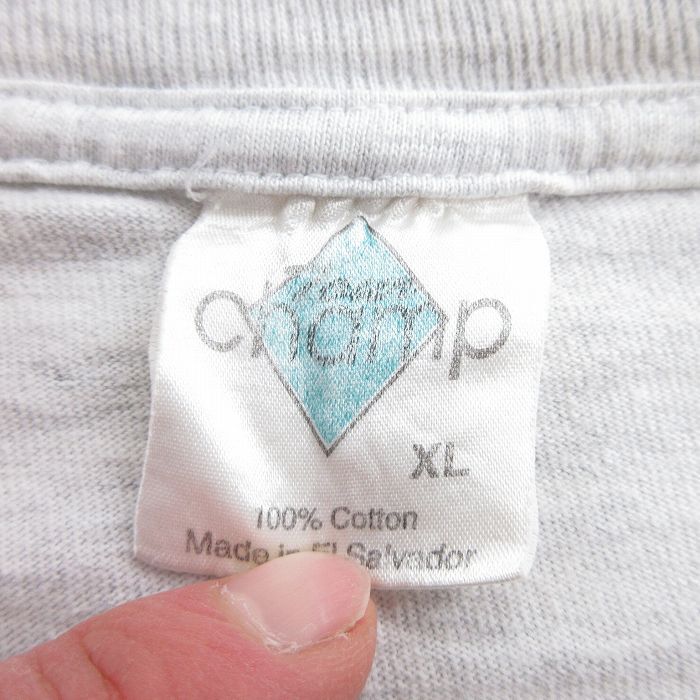 champ
XL
100% Cotton
Made in El Salvador